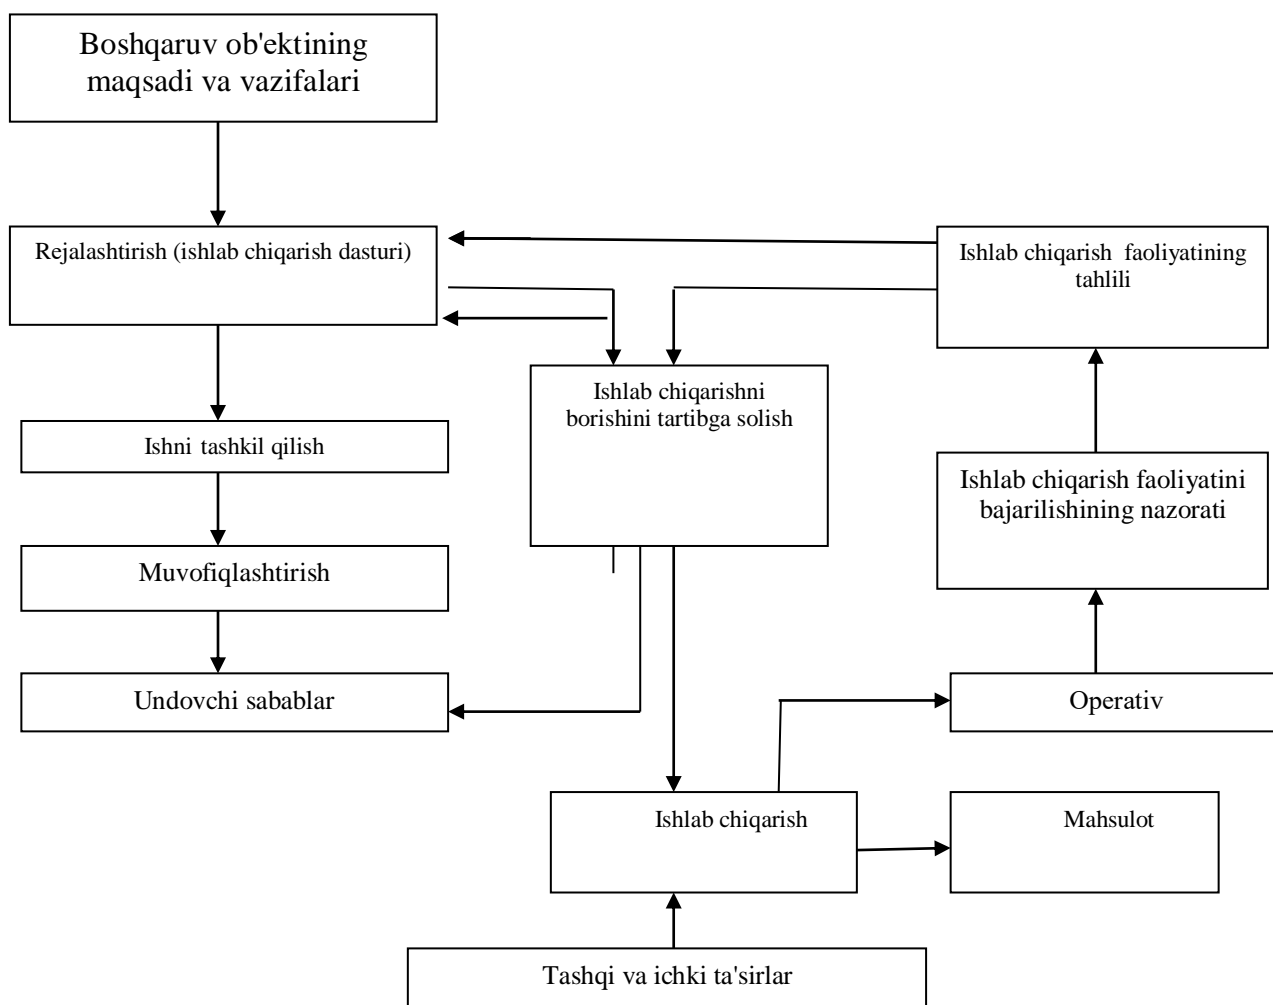 Boshqaruv ob'ektining
maqsadi va vazifalari
Rejalashtirish (ishlab chiqarish dasturi)
Ishlab chiqarish faoliyatining
tahlili
Ishlab chiqarishni
borishini tartibga solish
Ishni tashkil qilish
Ishlab chiqarish faoliyatini
bajarilishining nazorati
Muvofiqlashtirish
Undovchi sabablar
Operativ
Ishlab chiqarish
Mahsulot
Tashqi va ichki ta'sirlar